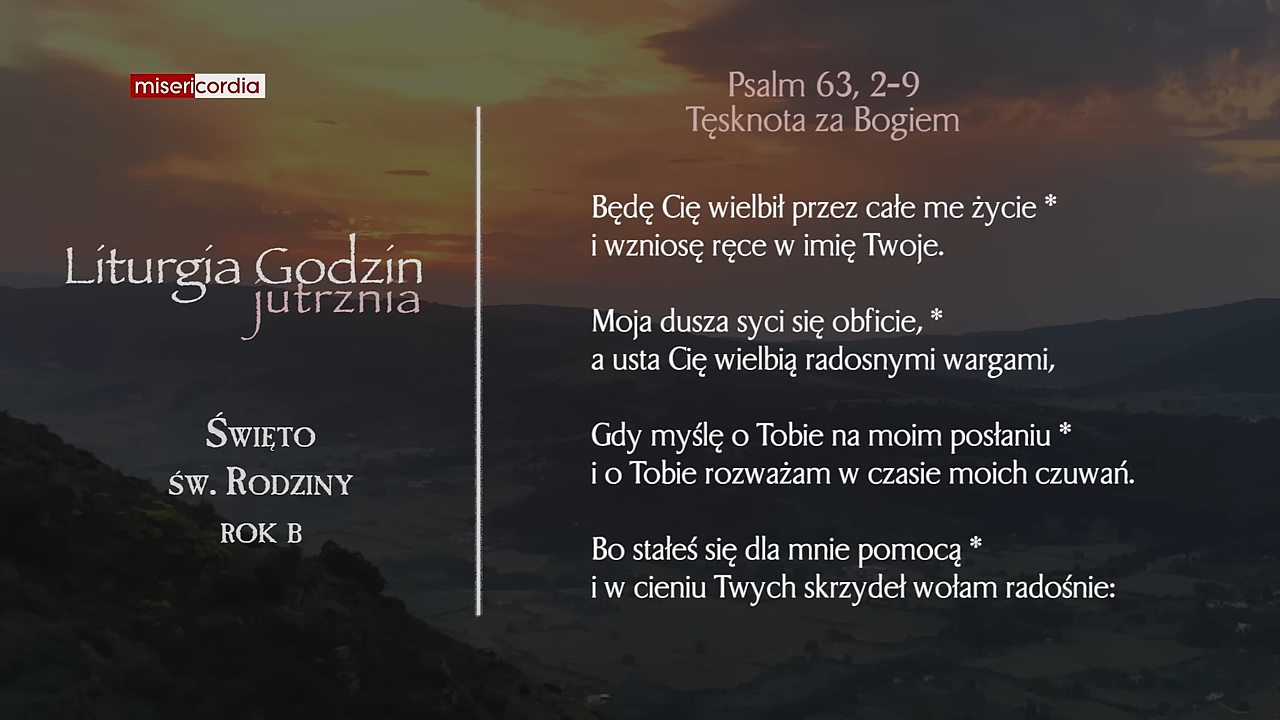 misericordia
Liturgia Godzin
jutrznia
Święto
św. Rodziny
rok B
Psalm 63, 2-9
Tęsknota za Bogiem
Będę Cię wielbił przez całe me życie *
i wzniosę ręce w imię Twoje.
Moja dusza syci się obficie, *
a usta Cię wielbią radosnymi wargami,
Gdy myślę o Tobie na moim posłaniu *
i o Tobie rozważam w czasie moich czuwań.
Bo stałeś się dla mnie pomocą *
i w cieniu Twych skrzydeł wołam radośnie: